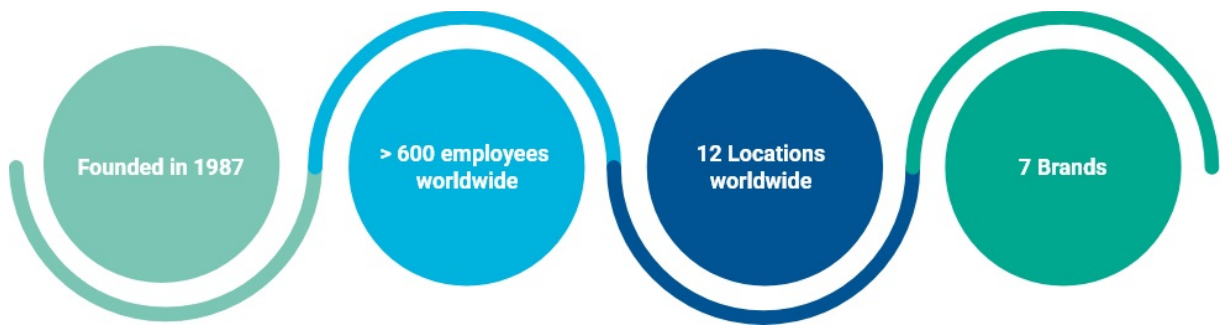 Founded in 1987
> 600 employees
worldwide
12 Locations
worldwide
7 Brands